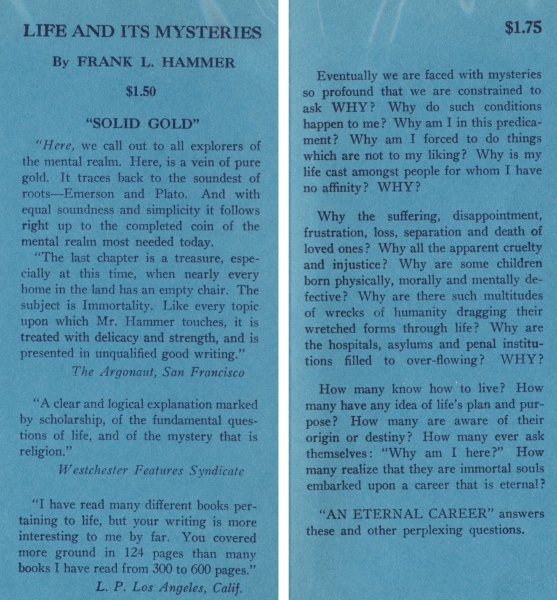 LIFE AND ITS MYSTERIES
By FRANK L. HAMMER
$1.50
"SOLID GOLD"
"Here, we call out to all explorers of
the mental realm. Here, is a vein of pure
gold. It traces back to the soundest of
roots—Emerson and Plato. And with
equal soundness and simplicity it follows
right up to the completed coin of the
mental realm most needed today.
"The last chapter is a treasure, espe-
cially at this time, when nearly every
home in the land has an empty chair. The
subject is Immortality. Like every topic
upon which Mr. Hammer touches, it is
treated with delicacy and strength, and is
presented in unqualified good writing."
The Argonaut, San Francisco
"A clear and logical explanation marked
by scholarship, of the fundamental ques-
tions of life, and of the mystery that is
religion."
Westchester Features Syndicate
"I have read many different books per-
taining to life, but your writing is more
interesting to me by far. You covered
more ground in 124 pages than many
books I have read from 300 to 600 pages."
L. P. Los Angeles, Calif.
$1.75
Eventually we are faced with mysteries
so profound that we are constrained to
ask WHY? Why do such conditions
happen to me? Why am I in this predica-
ment? Why am I forced to do things
which are not to my liking? Why is my
life cast amongst people for whom I have
no affinity? WHY?
Why the suffering, disappointment,
frustration, loss, separation and death of
loved ones? Why all the apparent cruelty
and injustice? Why are some children
born physically, morally and mentally de-
fective? Why are there such multitudes
of wrecks of humanity dragging their
wretched forms through life? Why are
the hospitals, asylums and penal institu-
tions filled to over-flowing? WHY?
How many know how to live? How
many have any idea of life's plan and pur-
pose? How many are aware of their
origin or destiny? How many ever ask
themselves: "Why am I here?" How
many realize that they are immortal souls
embarked upon a career that is eternal?
"AN ETERNAL CAREER" answers
these and other perplexing questions.